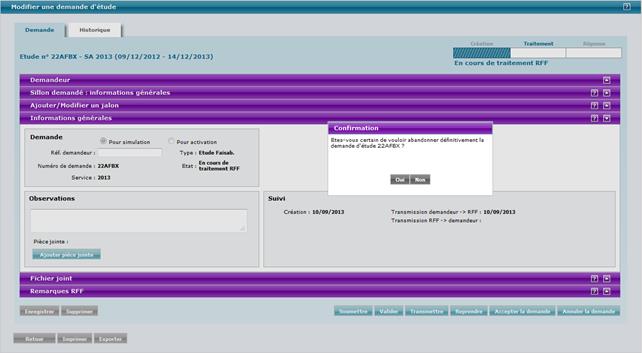 Modifier une demande d'étude
Demande
Historique
Création
Traitement
Réponse
Etude n° 22AFBX - SA 2013 (09/12/2012 - 14/12/2013)
En cours de traitement RFF
Demandeur
Sillon demandé : informations générales
Ajouter/Modifier un jalon
Informations générales
Demande
Pour simulation
Pour activation
Réf. demandeur :
Type : Etude Faisab.
Numéro de demande : 22AFBX
Etat : En cours de traitement RFF
Service : 2013
Confirmation
Etes-vous certain de vouloir abandonner définitivement la
demande d'étude 22AFBX ?
Oui
Non
Observations
Pièce jointe :
Ajouter pièce jointe
Suivi
Création : 10/09/2013
Transmission demandeur -> RFF : 10/09/2013
Transmission RFF -> demandeur :
Fichier joint
Remarques RFF
Enregistrer
Supprimer
Soumettre
Valider
Transmettre
Reprendre
Accepter la demande
Annuler la demande
Retour
Imprimer
Exporter